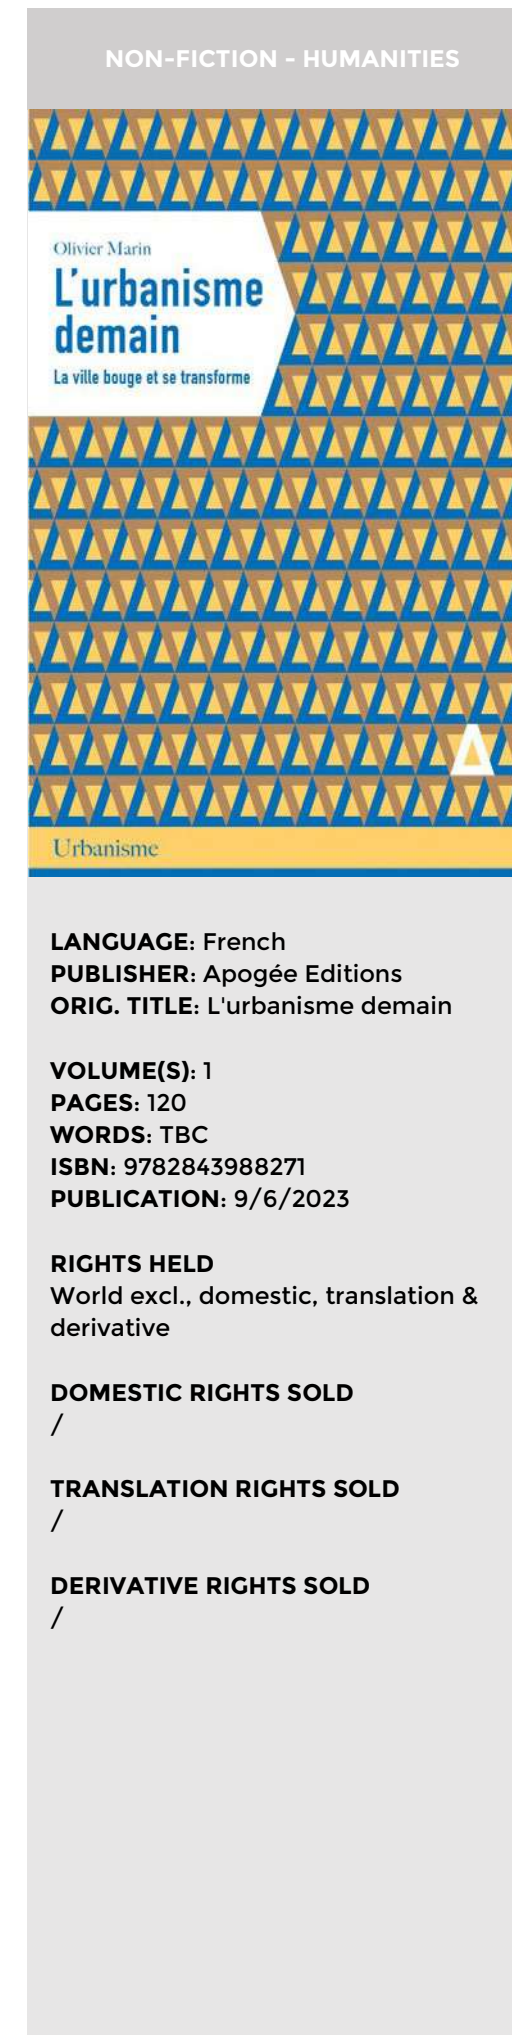 NON-FICTION - HUMANITIES
Olivier Marin
L'urbanisme
demain
La ville bouge et se transforme
Urbanisme
LANGUAGE: French
PUBLISHER: Apogée Editions
ORIG. TITLE: L'urbanisme demain
VOLUME(S): 1
PAGES: 120
WORDS: TBC
ISBN: 9782843988271
PUBLICATION: 9/6/2023
RIGHTS HELD
World excl., domestic, translation &
derivative
DOMESTIC RIGHTS SOLD
/
TRANSLATION RIGHTS SOLD
/
DERIVATIVE RIGHTS SOLD
/